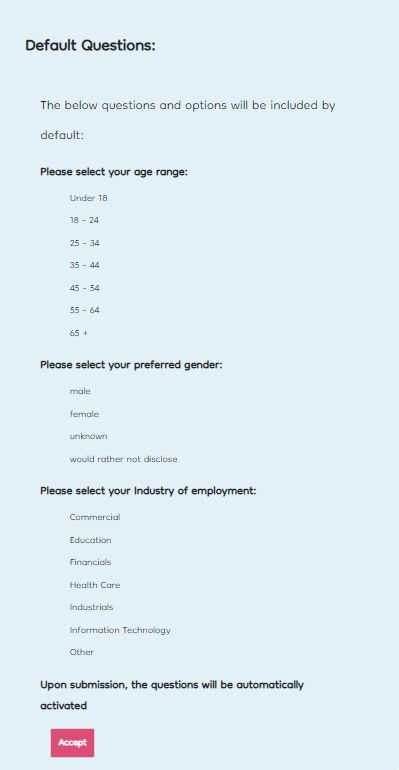 Default Questions:
The below questions and options will be included by
default:
Please select your age range:
Under 18
18 - 24
25 - 34
35 - 44
45 - 54
55 - 64
65 +
Please select your preferred gender:
male
female
unknown
would rather not disclose
Please select your Industry of employment:
Commercial
Education
Financials
Health Care
Industrials
Information Technology
Other
Upon submission, the questions will be automatically
activated
Accept